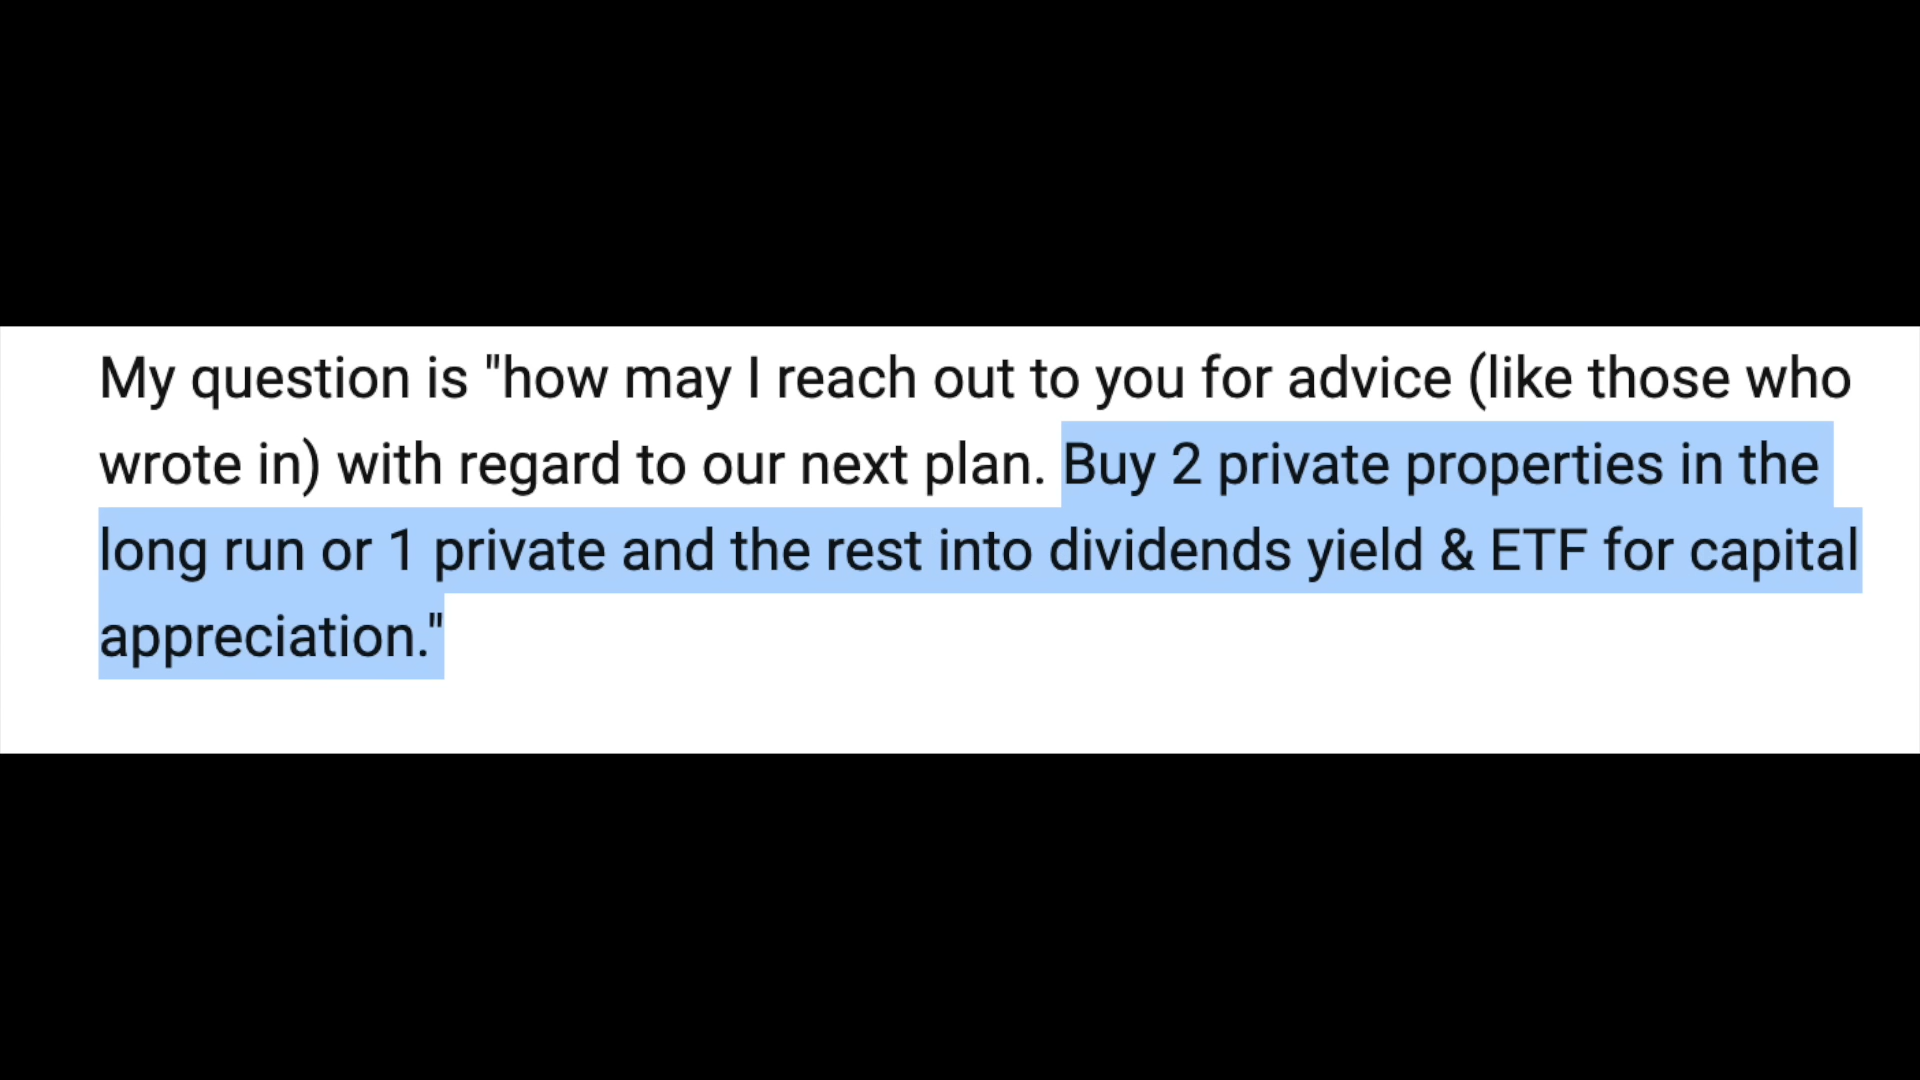 My question is "how may I reach out to you for advice (like those who
wrote in) with regard to our next plan. Buy 2 private properties in the
long run or 1 private and the rest into dividends yield & ETF for capital
appreciation."